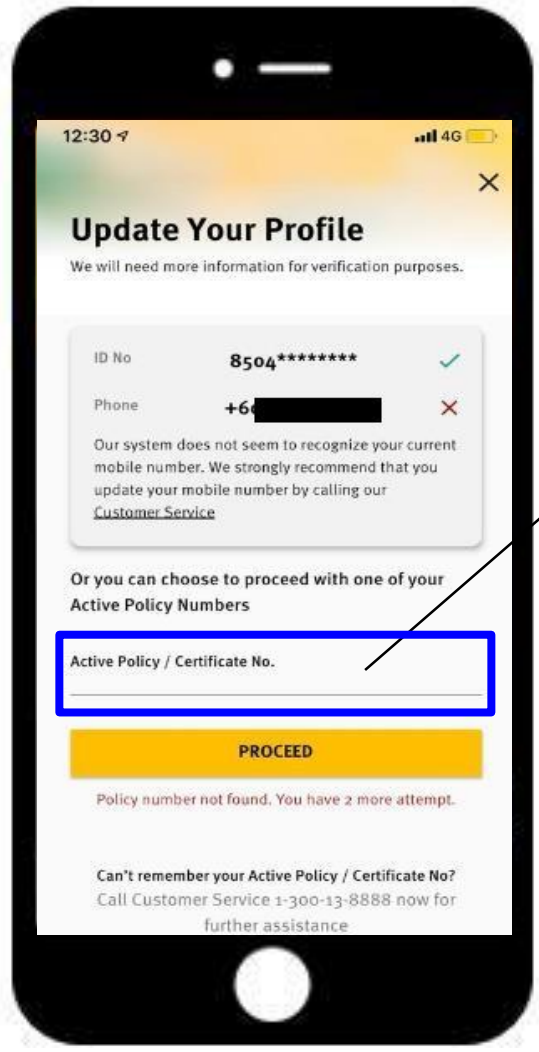 12:30 4G
Update Your Profile
We will need more information for verification purposes.
ID No 8504********
Phone +6
Our system does not seem to recognize your current
mobile number. We strongly recommend that you
update your mobile number by calling our
Customer Service
Or you can choose to proceed with one of your
Active Policy Numbers
Active Policy / Certificate No.
PROCEED
Policy number not found. You have 2 more attempt.
Can't remember your Active Policy / Certificate No?
Call Customer Service 1-300-13-8888 now for
further assistance